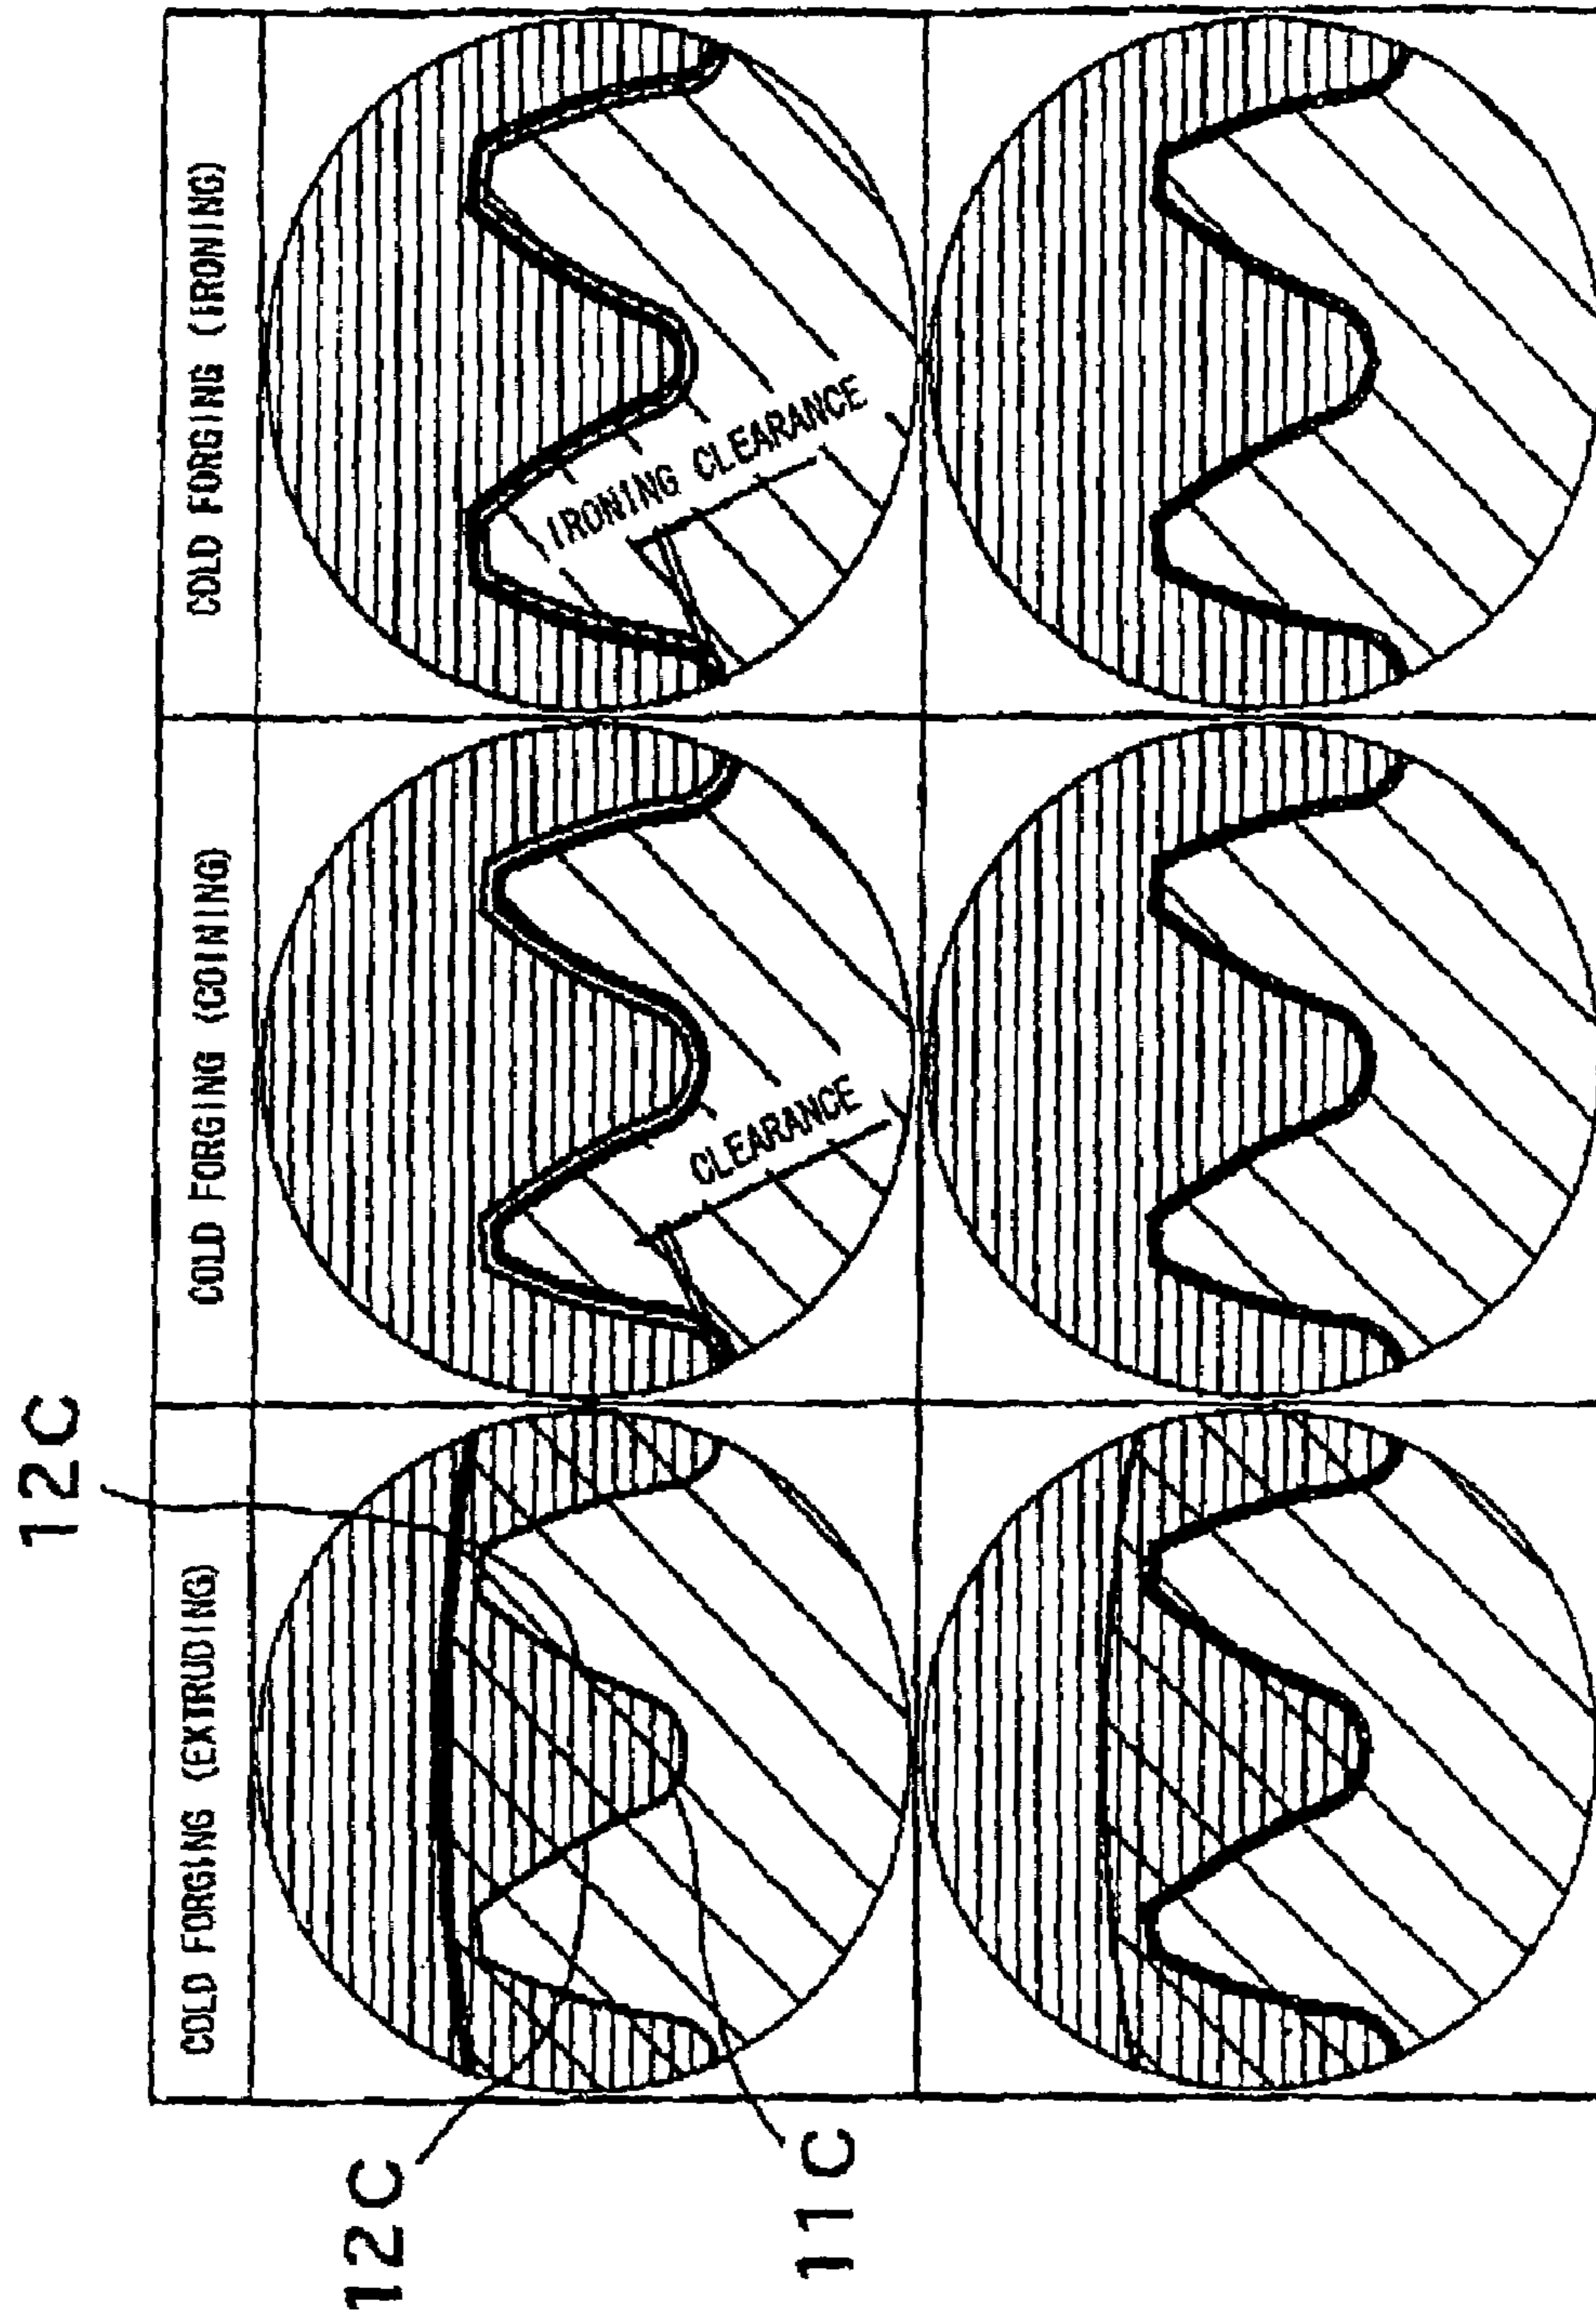 12C
COLD FORGING (EXTRUDING)
COLD FORGING (COINING)
COLD FORGING (IRONING)
12C
11C
CLEARANCE
IRONING CLEARANCE